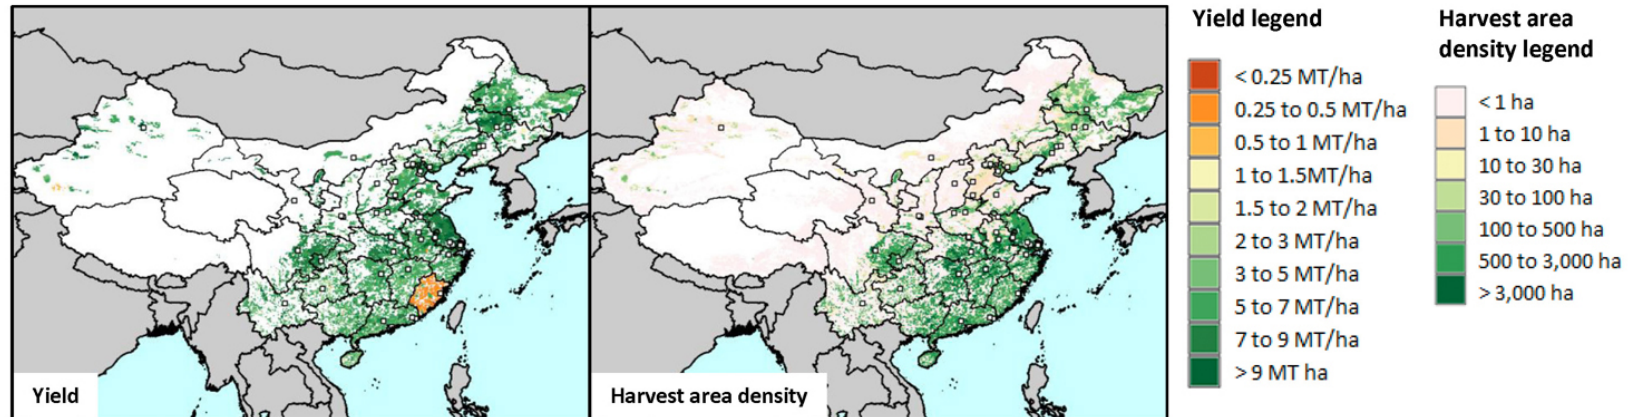 Yield
Harvest area density
Yield legend
< 0.25 MT/ha
0.25 to 0.5 MT/ha
0.5 to 1 MT/ha
1 to 1.5MT/ha
1.5 to 2 MT/ha
2 to 3 MT/ha
3 to 5 MT/ha
5 to 7 MT/ha
7 to 9 MT/ha
> 9 MT ha
Harvest area
density legend
< 1 ha
1 to 10 ha
10 to 30 ha
30 to 100 ha
100 to 500 ha
500 to 3,000 ha
> 3,000 ha